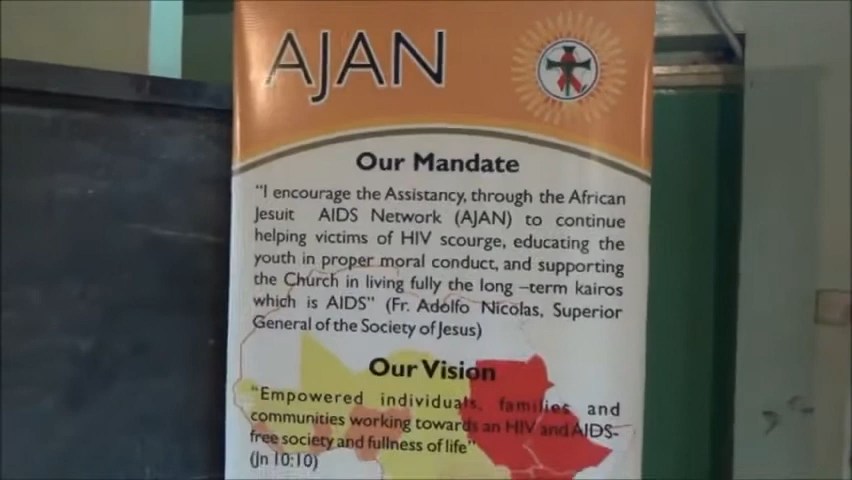 AJAN
Our Mandate
“I encourage the Assistancy, through the African
Jesuit AIDS Network (AJAN) to continue
helping victims of HIV scourge, educating the
youth in proper moral conduct, and supporting
the Church in living fully the long –term kairos
which is AIDS” (Fr. Adolfo Nicolas, Superior
General of the Society of Jesus)
Our Vision
“Empowered individuals, families and
communities working towards an HIV and AIDS-
free society and fullness of life”
(Jn 10:10)